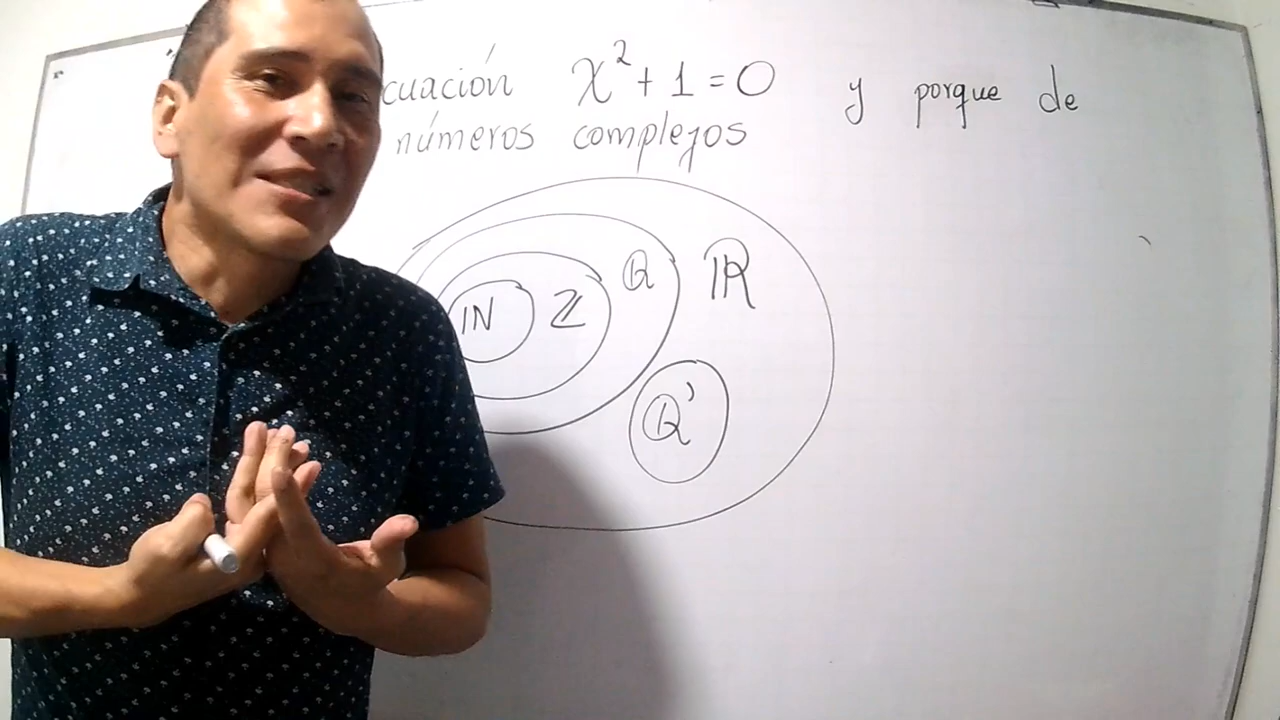 cuación x² + 1 = 0 y porque de
números complejos
ℕ ℤ ℚ ℝ
ℚ'